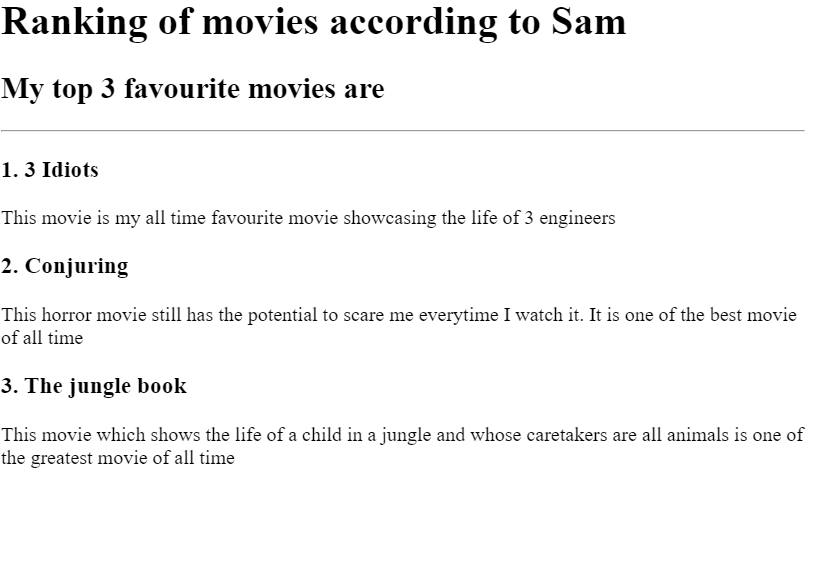 Ranking of movies according to Sam
My top 3 favourite movies are
1. 3 Idiots
This movie is my all time favourite movie showcasing the life of 3 engineers
2. Conjuring
This horror movie still has the potential to scare me everytime I watch it. It is one of the best movie
of all time
3. The jungle book
This movie which shows the life of a child in a jungle and whose caretakers are all animals is one of
the greatest movie of all time